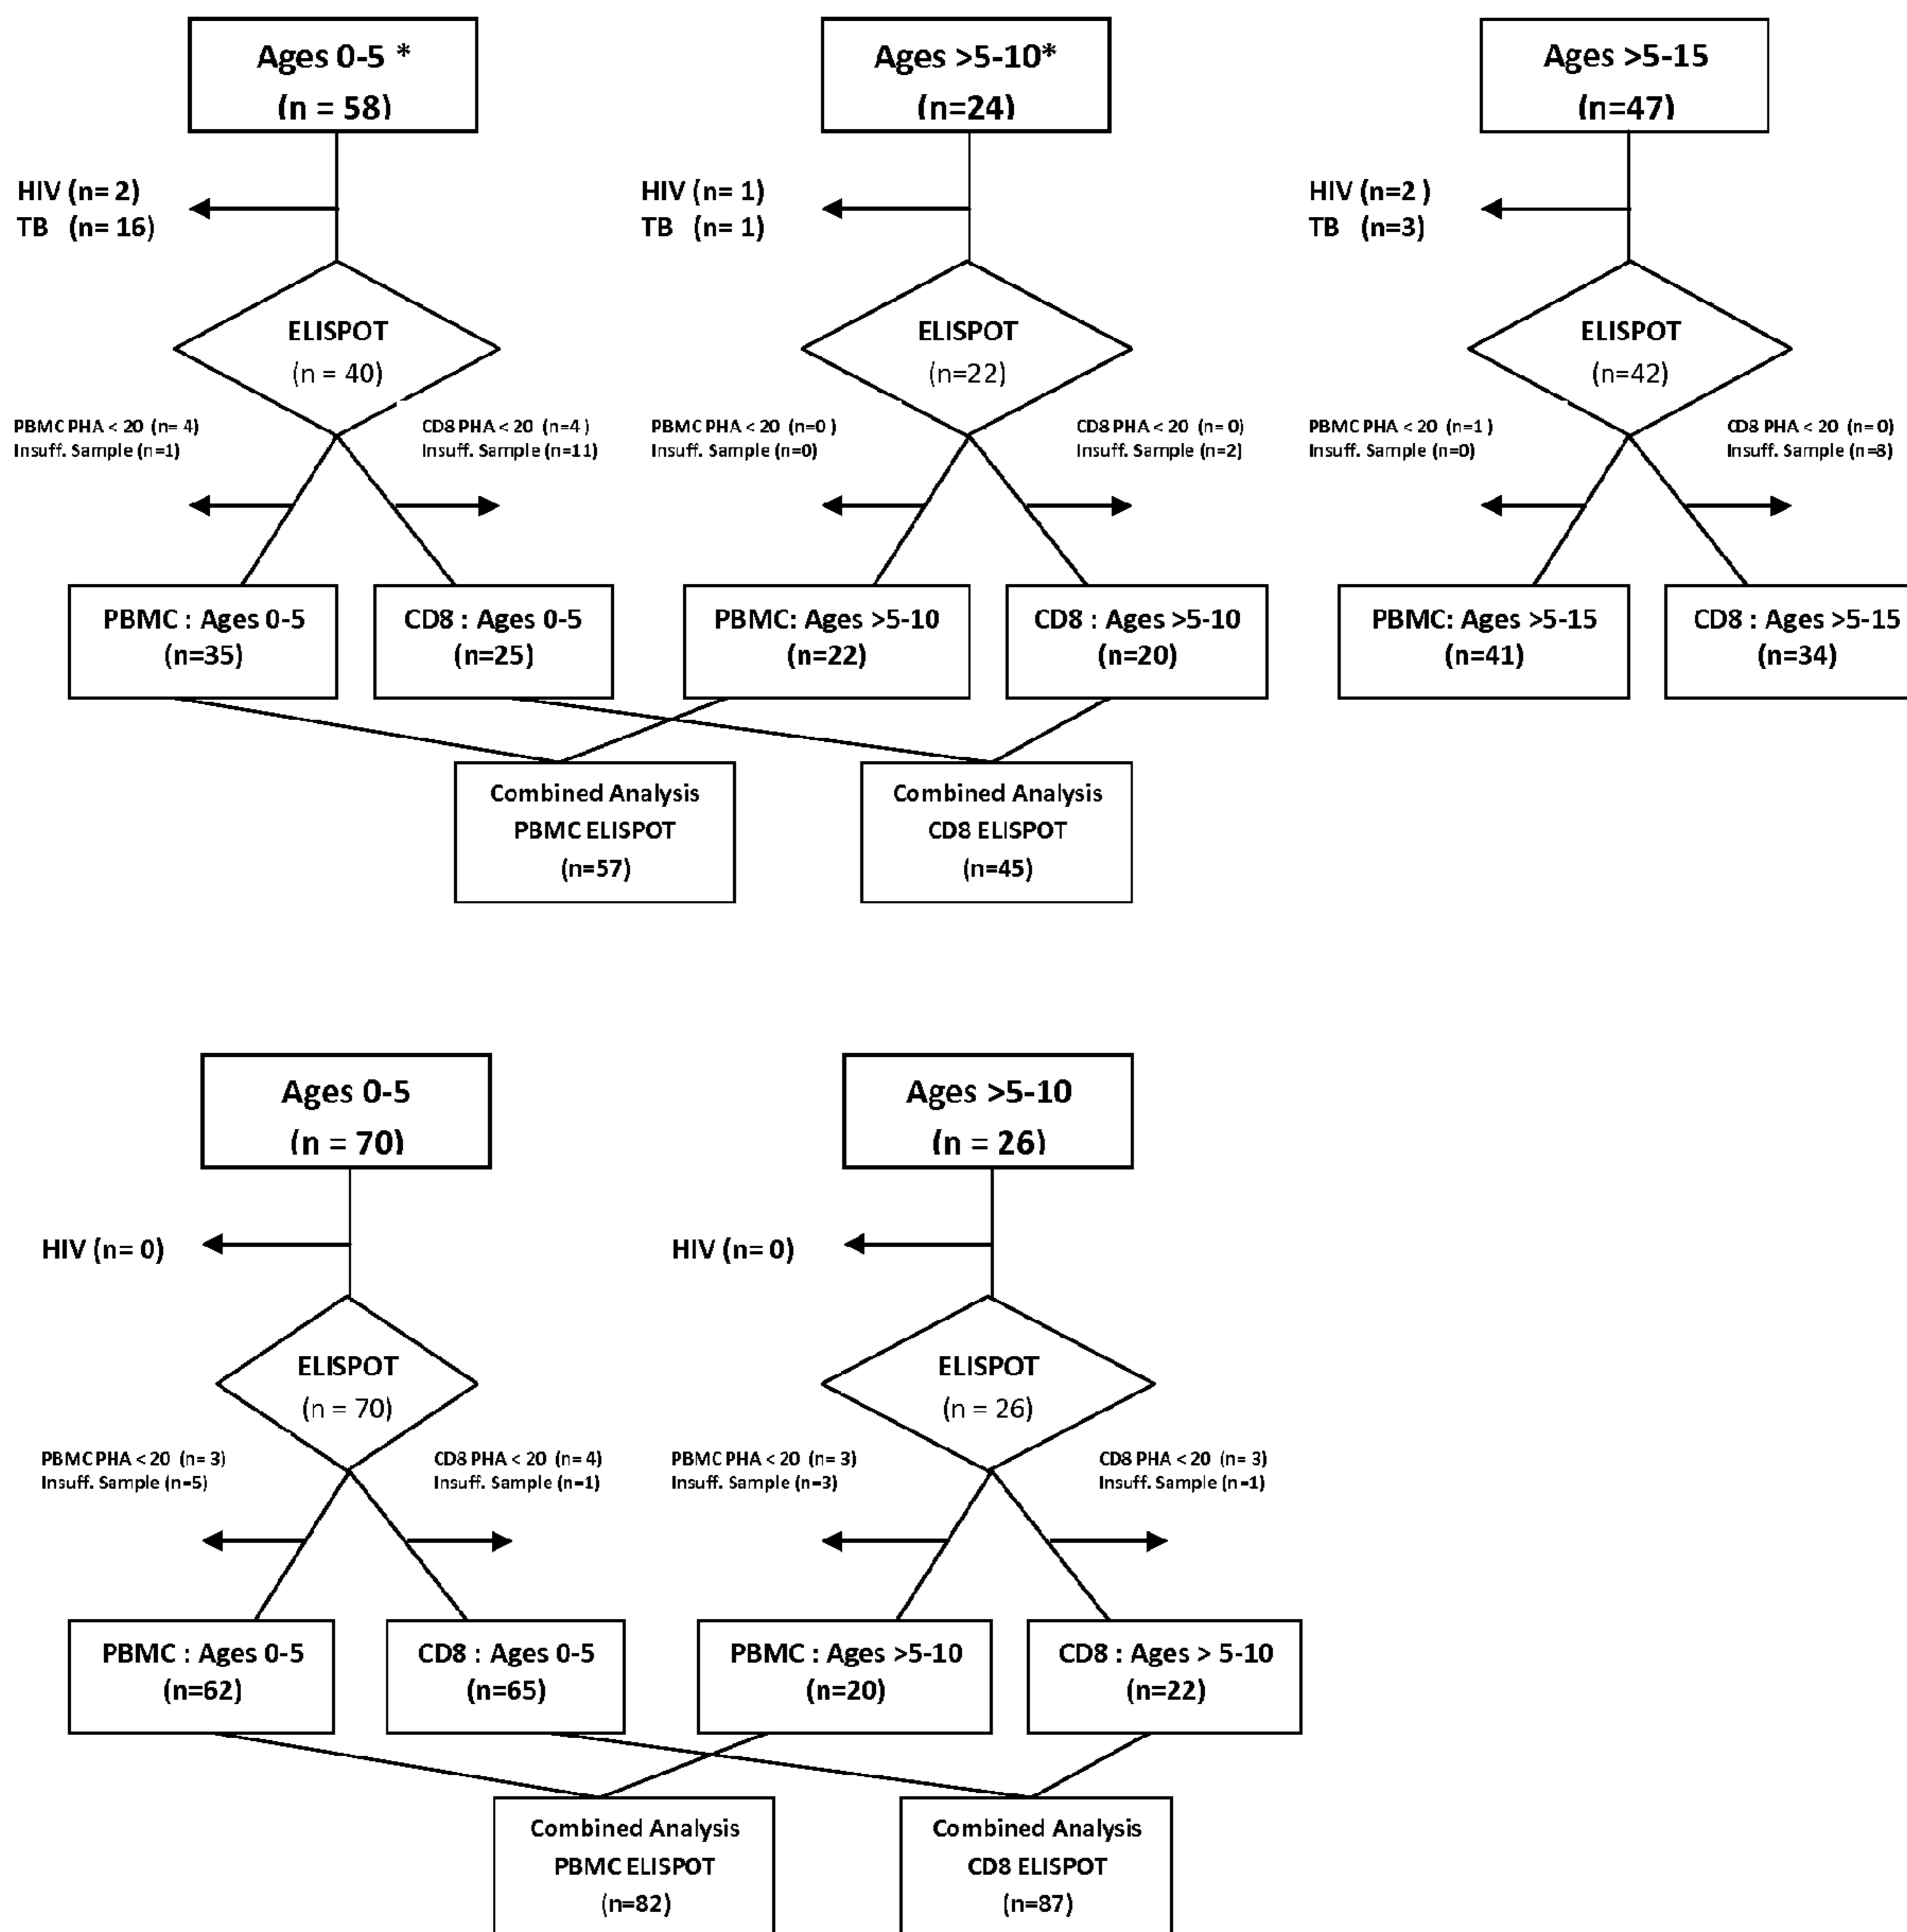 Ages 0-5 *
(n = 58)
HIV (n= 2)
TB (n= 16)
ELISPOT
(n = 40)
PBMC PHA < 20 (n= 4)
Insuff. Sample (n=1)
CD8 PHA < 20 (n=4 )
Insuff. Sample (n=11)
PBMC : Ages 0-5
(n=35)
CD8 : Ages 0-5
(n=25)
Ages >5-10*
(n=24)
HIV (n= 1)
TB (n= 1)
ELISPOT
(n=22)
PBMC PHA < 20 (n=0 )
Insuff. Sample (n=0)
CD8 PHA < 20 (n= 0)
Insuff. Sample (n=2)
PBMC: Ages >5-10
(n=22)
CD8 : Ages >5-10
(n=20)
Combined Analysis
PBMC ELISPOT
(n=57)
Combined Analysis
CD8 ELISPOT
(n=45)
Ages >5-15
(n=47)
HIV (n=2 )
TB (n=3)
ELISPOT
(n=42)
PBMC PHA < 20 (n=1 )
Insuff. Sample (n=0)
CD8 PHA < 20 (n= 0)
Insuff. Sample (n=8)
PBMC: Ages >5-15
(n=41)
CD8 : Ages >5-15
(n=34)
Ages 0-5
(n = 70)
HIV (n= 0)
ELISPOT
(n = 70)
PBMC PHA < 20 (n= 3)
Insuff. Sample (n=5)
CD8 PHA < 20 (n= 4)
Insuff. Sample (n=1)
PBMC : Ages 0-5
(n=62)
CD8 : Ages 0-5
(n=65)
Ages >5-10
(n = 26)
HIV (n= 0)
ELISPOT
(n = 26)
PBMC PHA < 20 (n= 3)
Insuff. Sample (n=3)
CD8 PHA < 20 (n= 3)
Insuff. Sample (n=1)
PBMC : Ages >5-10
(n=20)
CD8 : Ages > 5-10
(n=22)
Combined Analysis
PBMC ELISPOT
(n=82)
Combined Analysis
CD8 ELISPOT
(n=87)